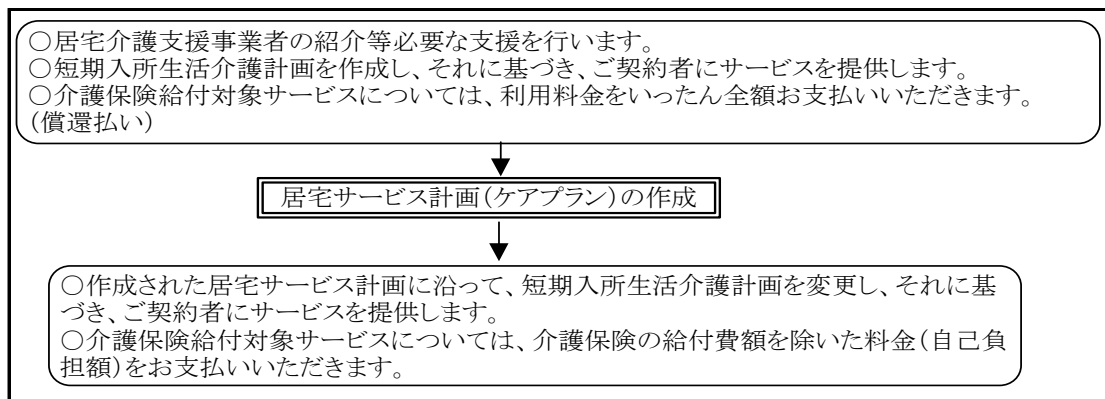 ○居宅介護支援事業者の紹介等必要な支援を行います。
○短期入所生活介護計画を作成し、それに基づき、ご契約者にサービスを提供します。
○介護保険給付対象サービスについては、利用料金をいったん全額お支払いいただきます。
(償還払い)
居宅サービス計画(ケアプラン)の作成
○作成された居宅サービス計画に沿って、短期入所生活介護計画を変更し、それに基
づき、ご契約者にサービスを提供します。
○介護保険給付対象サービスについては、介護保険の給付費額を除いた料金(自己負
担額)をお支払いいただきます。